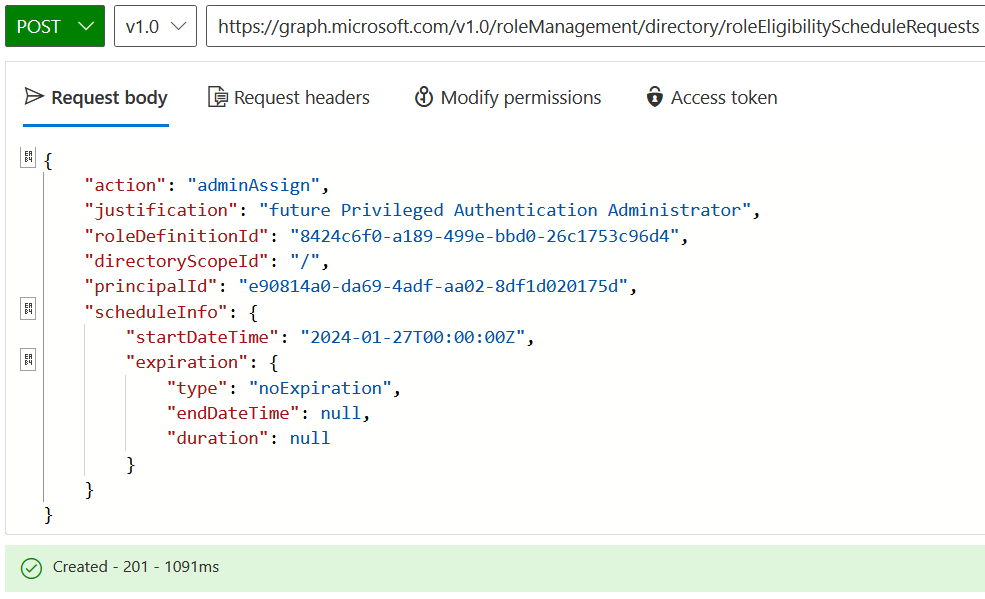 POST v1.0 https://graph.microsoft.com/v1.0/roleManagement/directory/roleEligibilityScheduleRequests
Request body Request headers Modify permissions Access token
{
"action": "adminAssign",
"justification": "future Privileged Authentication Administrator",
"roleDefinitionId": "8424c6f0-a189-499e-bbd0-26c1753c96d4",
"directoryScopeId": "/",
"principalId": "e90814a0-da69-4adf-aa02-8df1d020175d",
"scheduleInfo": {
"startDateTime": "2024-01-27T00:00:00Z",
"expiration": {
"type": "noExpiration",
"endDateTime": null,
"duration": null
}
}
}
Created - 201 - 1091ms